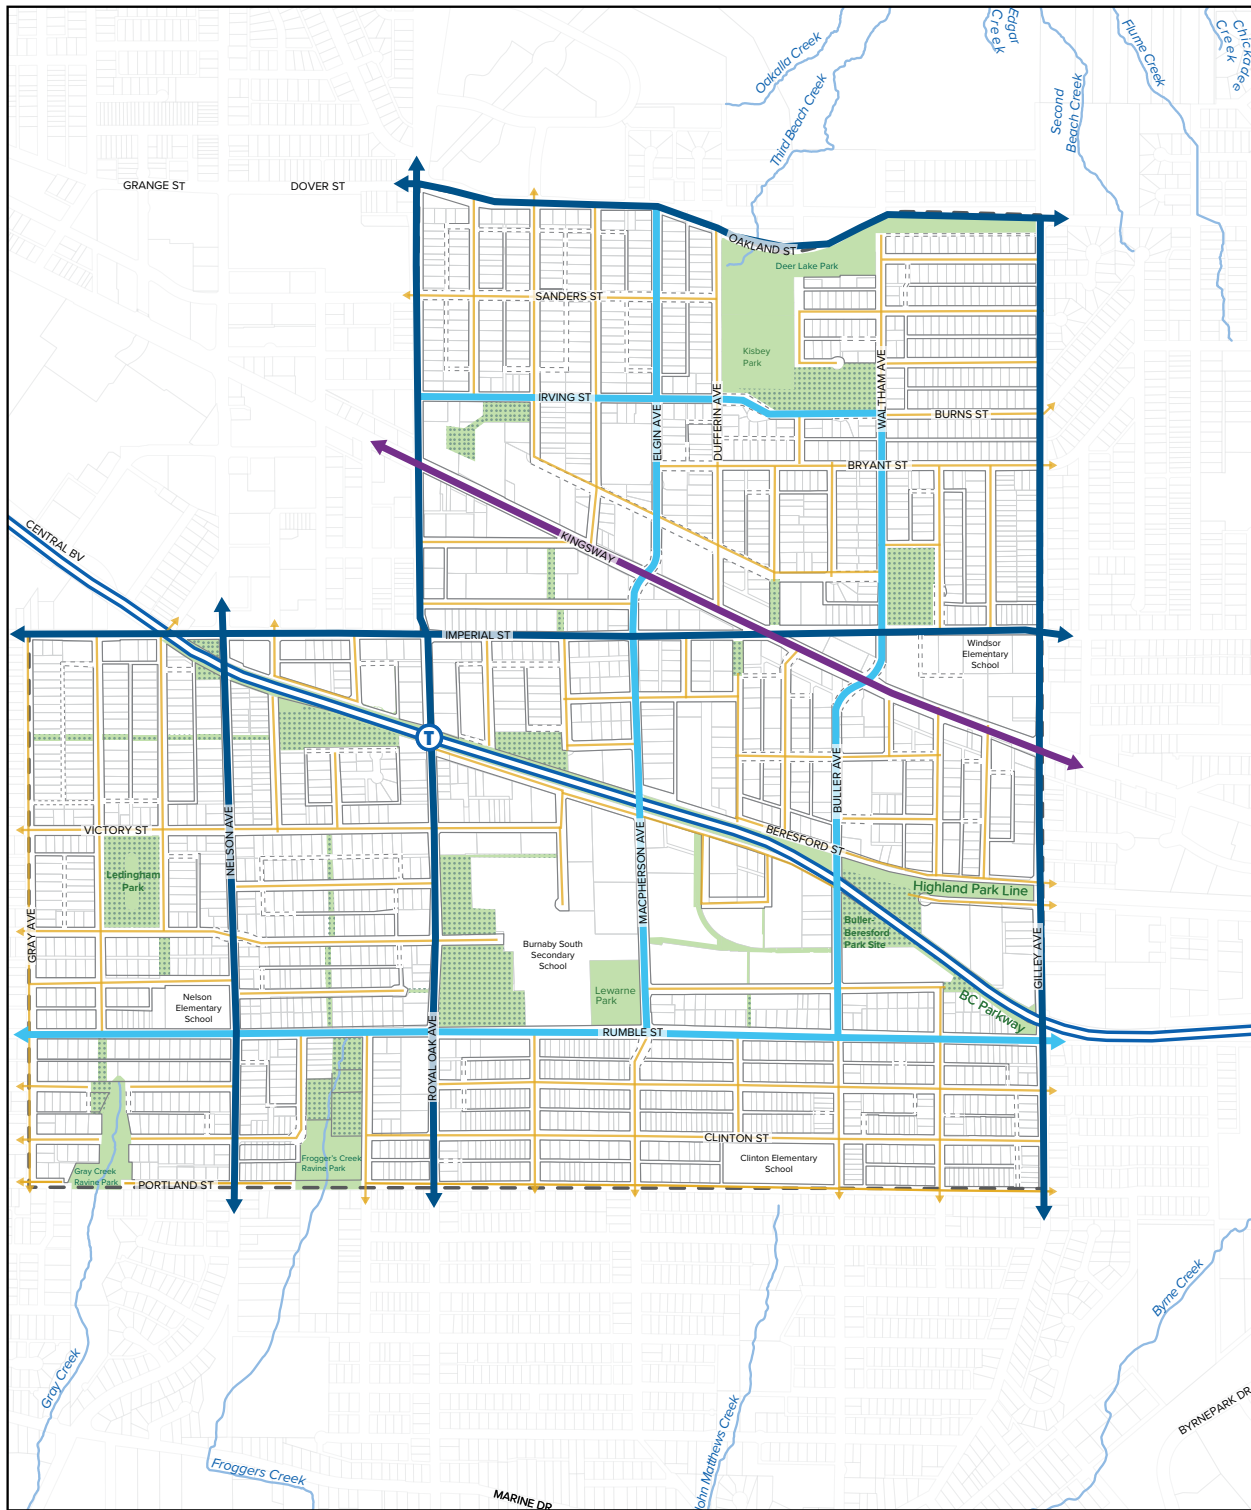 Edgar
Creek
Chickadee
Creek
Flume Creek
Oakalla Creek
Second
Beach Creek
Third Beach Creek
GRANGE ST
DOVER ST
OAKLAND ST
Deer Lake Park
SANDERS ST
Kisbey
Park
WALTHAM AVE
IRVING ST
DUFFERIN AVE
ELGIN AVE
BURNS ST
BRYANT ST
CENTRAL BV
KINGSWAY
IMPERIAL ST
Windsor
Elementary
School
T
BULLER AVE
VICTORY ST
NELSON AVE
BERESFORD ST
MACPHERSON AVE
Ledingham
Park
Highland Park Line
GRAY AVE
Buller-
Beresford
Park Site
GILLEY AVE
Burnaby South
Secondary
School
Nelson
Elementary
School
Lewarne
Park
BC Parkway
RUMBLE ST
ROYAL OAK AVE
CLINTON ST
Clinton Elementary
School
Gray Creek
Ravine Park
Frogger's Creek
Ravine Park
PORTLAND ST
Byrne Creek
Gray Creek
John Matthews Creek
BYRNEPARK DR
Froggers Creek
MARINE DR